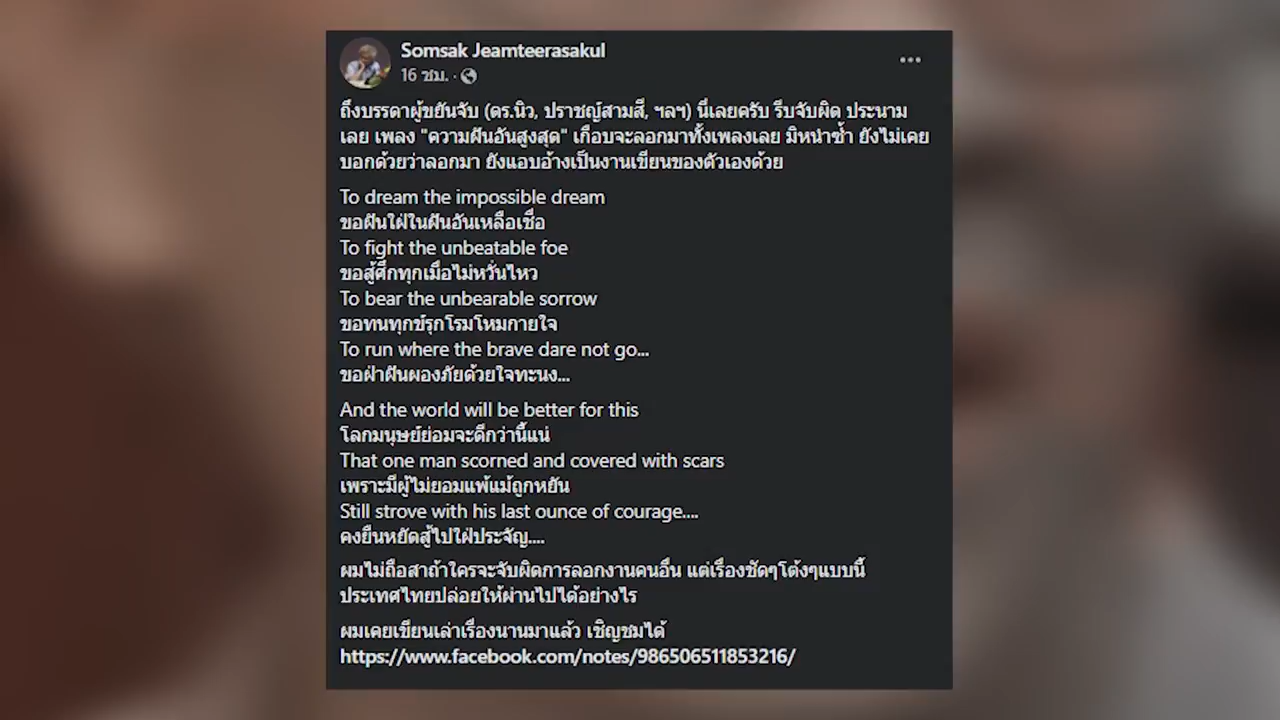 Somsak Jeamteerasakul
16 ชม. ·
ถึงบรรดาผู้ขยันจับ (ดร.นิว, ปราชญ์สามสี, ฯลฯ) นี่เลยครับ รีบจับผิด ประนาม
เลย เพลง "ความฝันอันสูงสุด" เกือบจะลอกมาทั้งเพลงเลย มิหนำซ้ำ ยังไม่เคย
บอกด้วยว่าลอกมา ยังแอบอ้างเป็นงานเขียนของตัวเองด้วย
To dream the impossible dream
ขอฝันใฝ่ในฝันอันเหลือเชื่อ
To fight the unbeatable foe
ขอสู้ศึกทุกเมื่อไม่หวั่นไหว
To bear the unbearable sorrow
ขอทนทุกข์รุกโรมโหมกายใจ
To run where the brave dare not go...
ขอฝ่าฝันผองภัยด้วยใจทะนง...
And the world will be better for this
โลกมนุษย์ย่อมจะดีกว่านี้แน่
That one man scorned and covered with scars
เพราะมีผู้ไม่ยอมแพ้แม้ถูกหยัน
Still strove with his last ounce of courage....
คงยืนหยัดสู้ไปใฝ่ประจัญ....
ผมไม่ถือสาถ้าใครจะจับผิดการลอกงานคนอื่น แต่เรื่องชัดๆโต้งๆแบบนี้
ประเทศไทยปล่อยให้ผ่านไปได้อย่างไร
ผมเคยเขียนเล่าเรื่องนานมาแล้ว เชิญชมได้
https://www.facebook.com/notes/986506511853216/